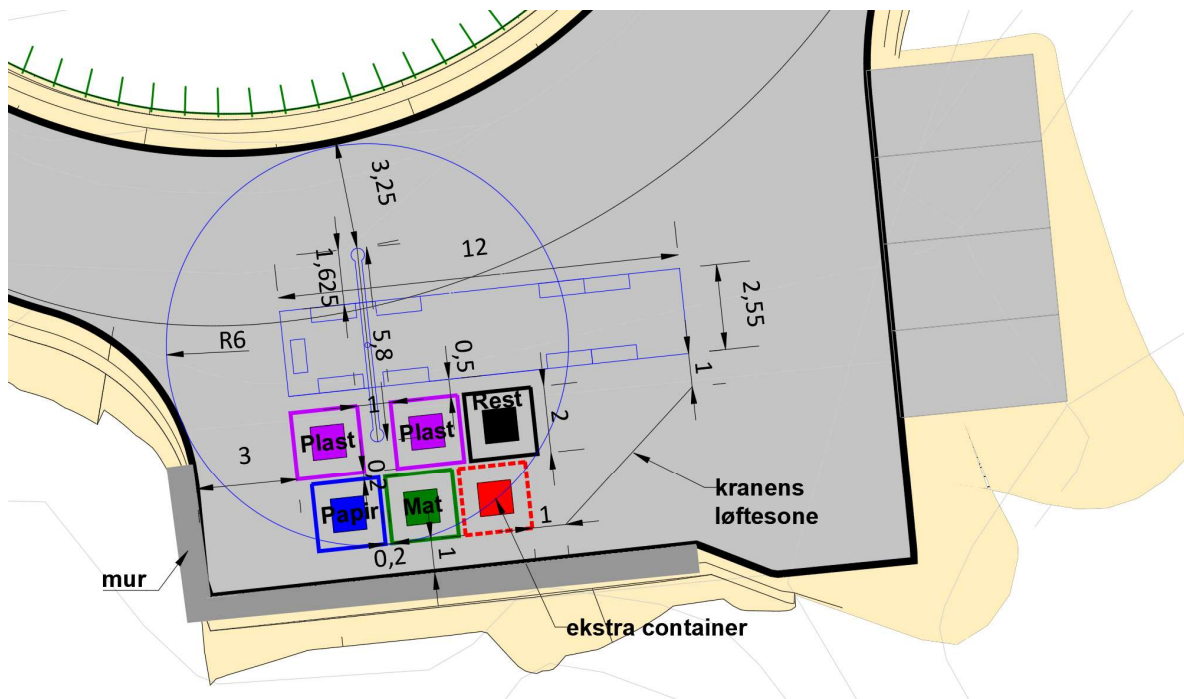 3,25
12
1,625
2,55
R6
5,8
0,5
1
1
Rest
2
Plast
Plast
3
0,2
kranens
løftesone
Papir
Mat
1
0,2
1
mur
ekstra container